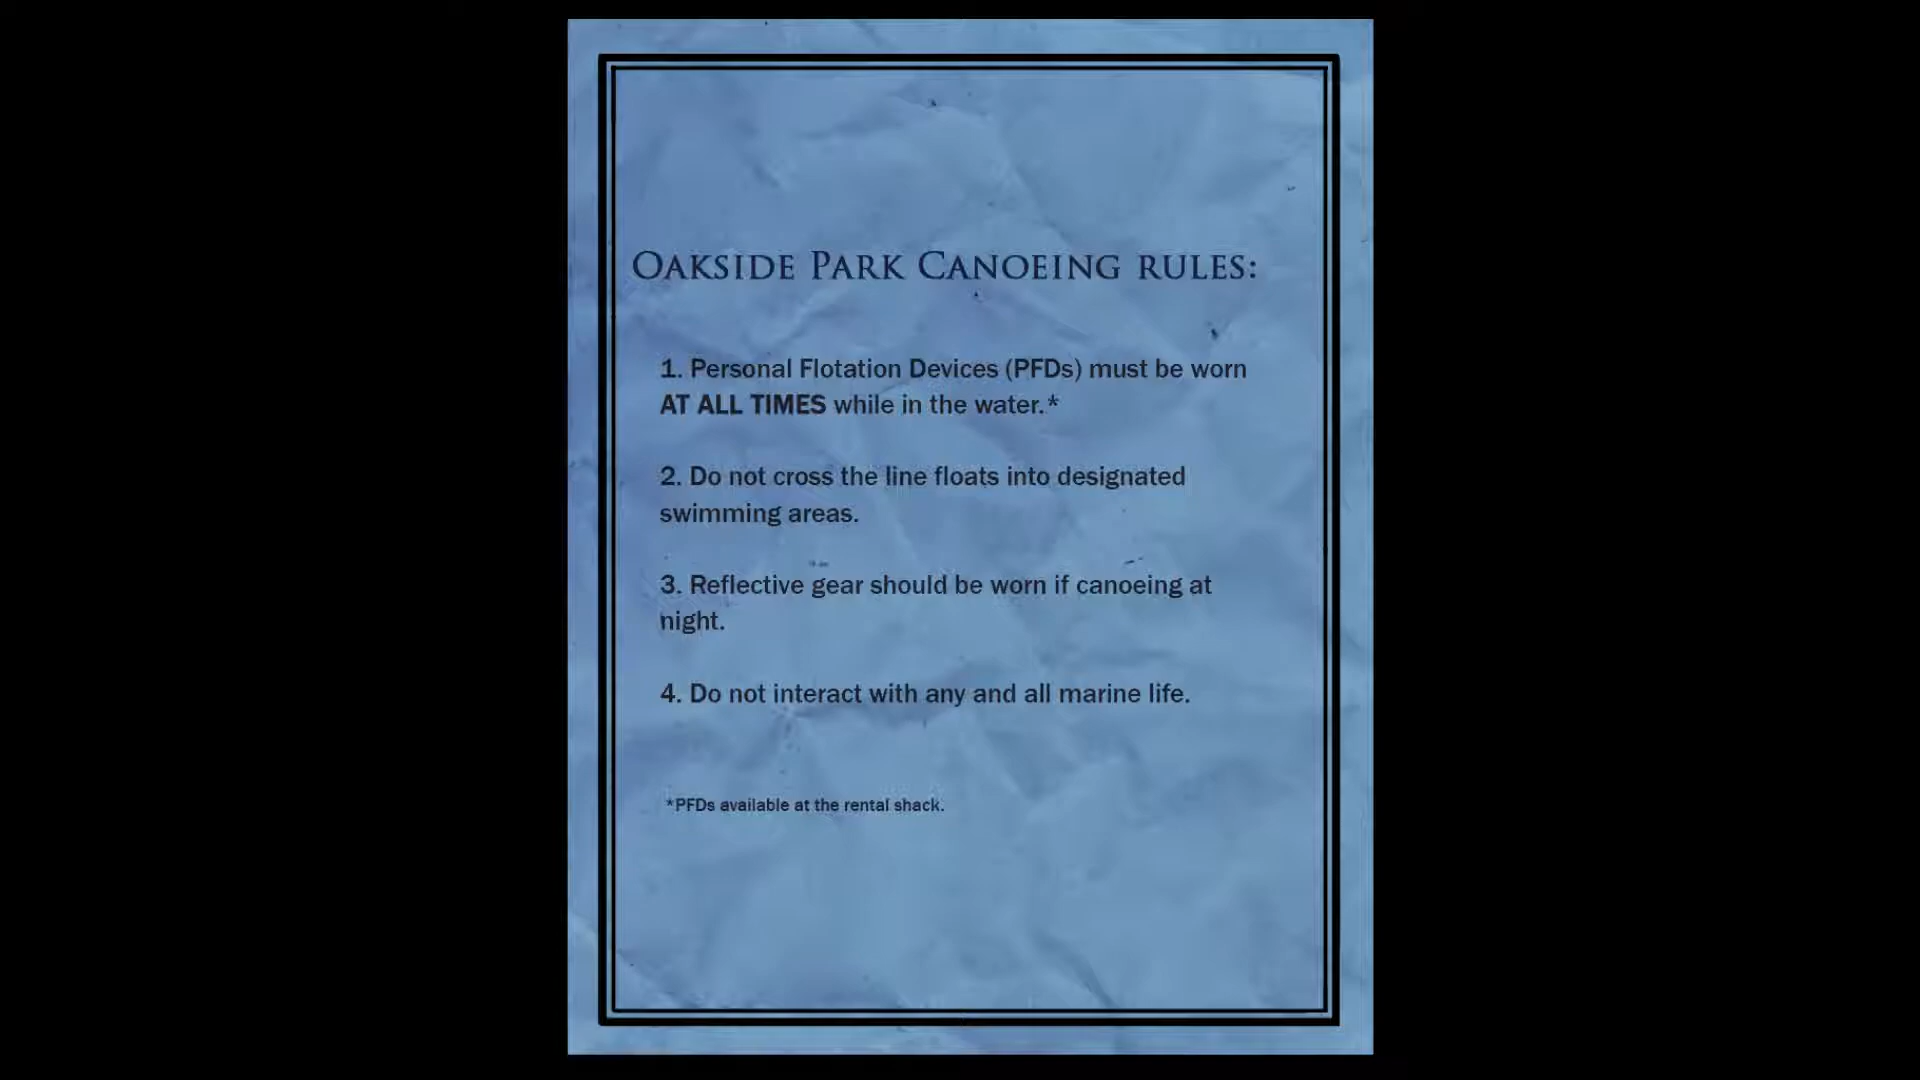 OAKSIDE PARK CANOEING RULES:
1. Personal Flotation Devices (PFDs) must be worn
AT ALL TIMES while in the water.*
2. Do not cross the line floats into designated
swimming areas.
3. Reflective gear should be worn if canoeing at
night.
4. Do not interact with any and all marine life.
*PFDs available at the rental shack.